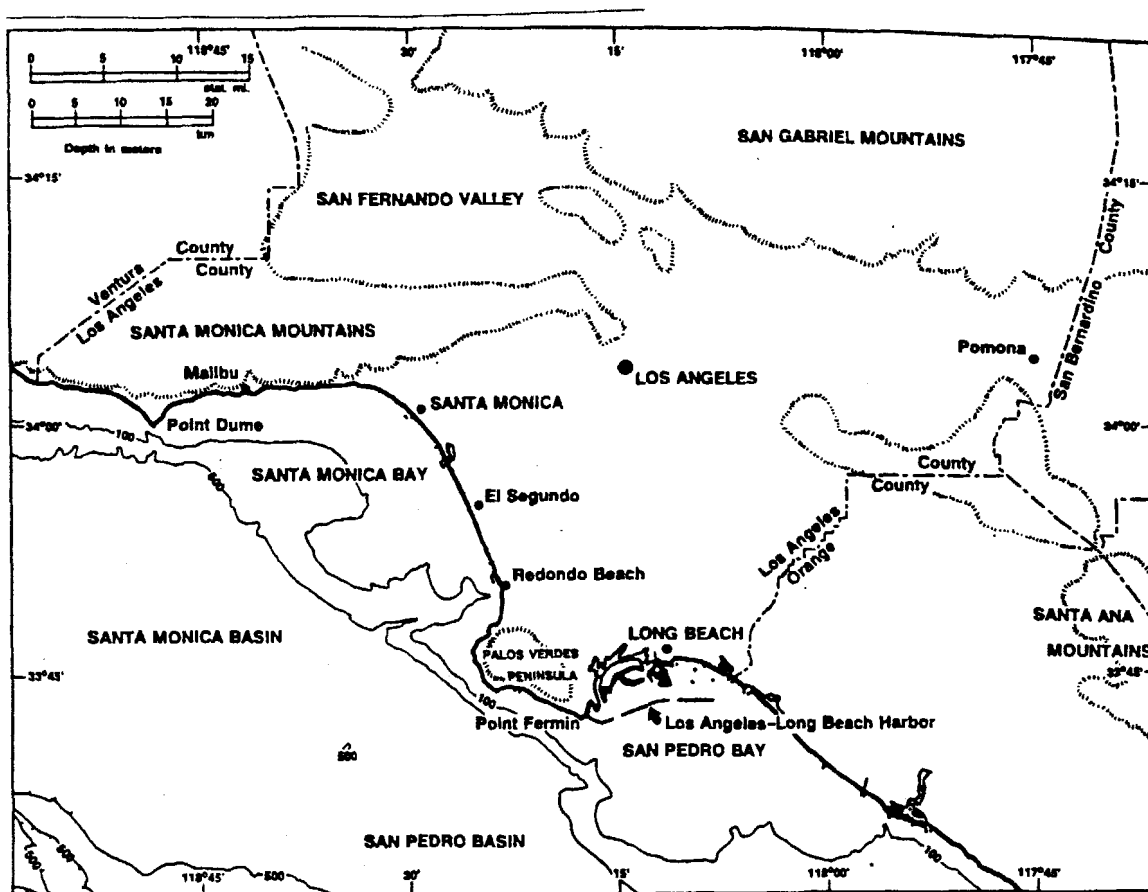 118°45'
30'
15'
118°00'
117°45'
0 5 10 15
stat. mi.
0 5 10 15 20
km
Depth in meters
SAN GABRIEL MOUNTAINS
34°15'
34°15'
SAN FERNANDO VALLEY
County
County
Ventura
Los Angeles
San Bernardino
County
SANTA MONICA MOUNTAINS
Pomona
Malibu
LOS ANGELES
SANTA MONICA
Point Dume
34°00'
34°00'
100
500
SANTA MONICA BAY
County
County
El Segundo
Los Angeles
Orange
Redondo Beach
SANTA ANA
MOUNTAINS
SANTA MONICA BASIN
LONG BEACH
PALOS VERDES
PENINSULA
33°45'
33°45'
100
Point Fermin
Los Angeles-Long Beach Harbor
SAN PEDRO BAY
SAN PEDRO BASIN
500
500
500
100
118°45'
500
30'
15'
118°00'
117°45'